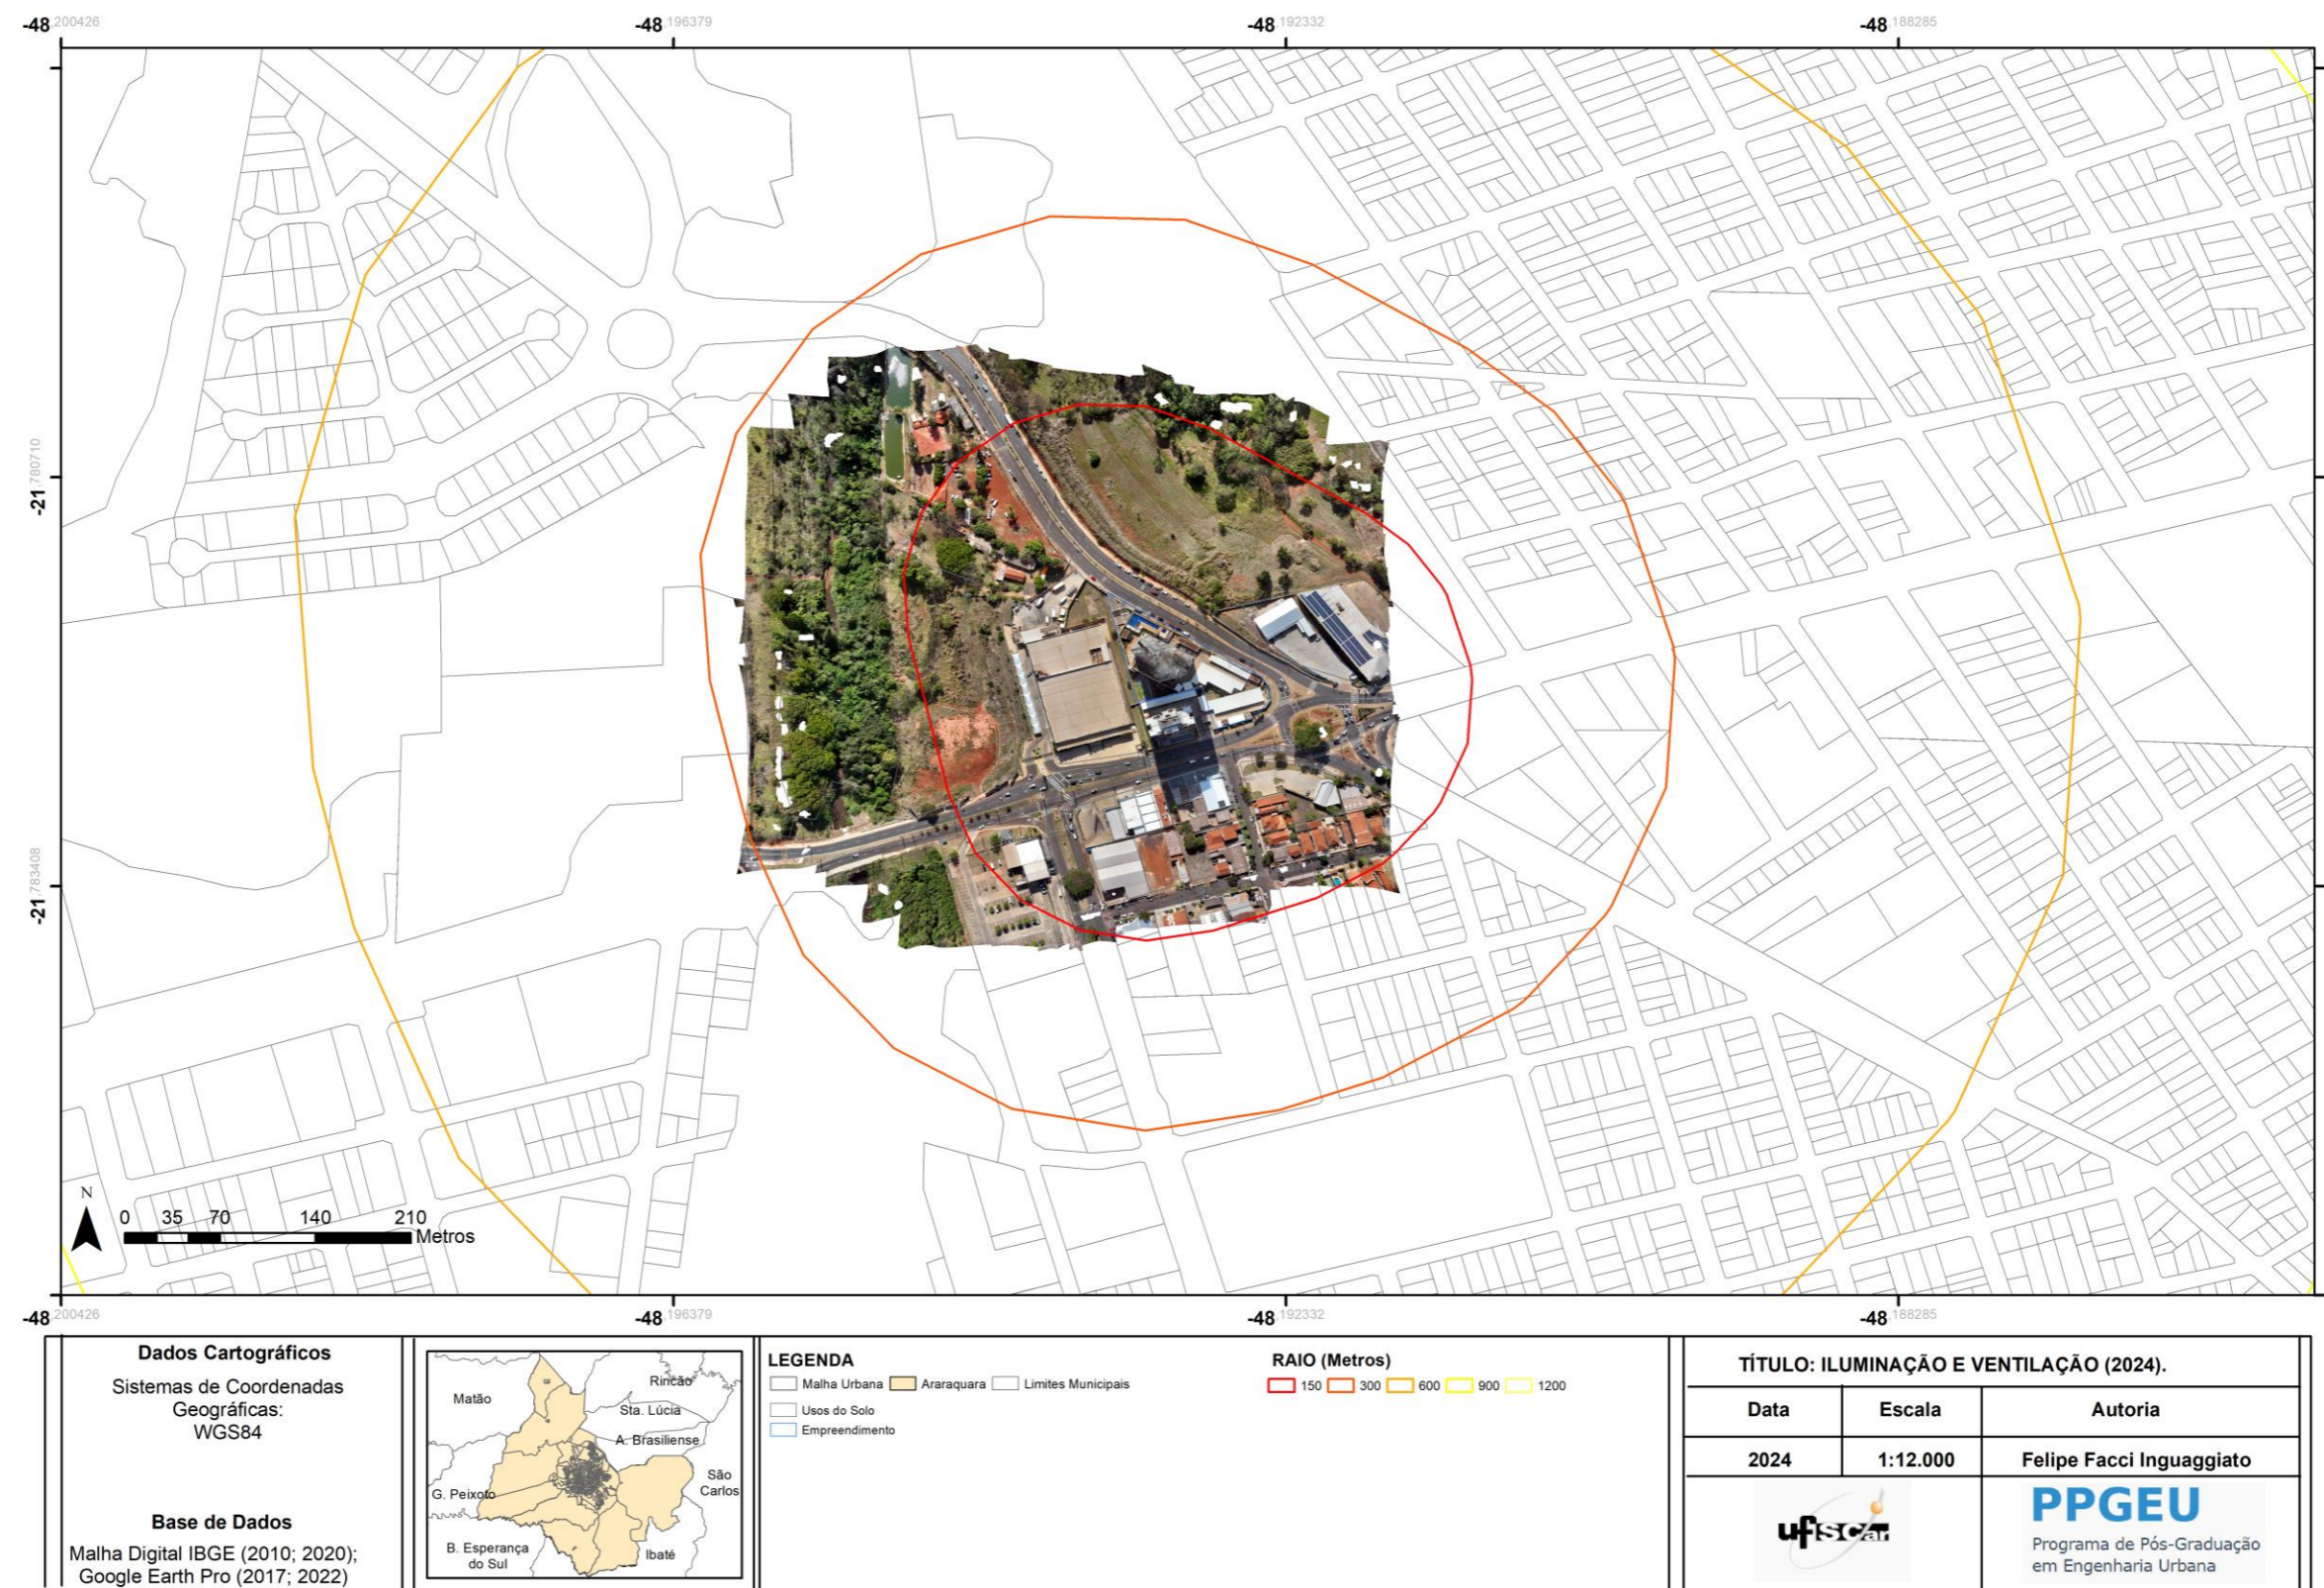 -48,200426 -48,196379 -48,192332 -48,188285
-21,780710
-21,783408
N
0 35 70 140 210
Metros
-48,200426 -48,196379 -48,192332 -48,188285
Dados Cartográficos
Sistemas de Coordenadas
Geográficas:
WGS84
Base de Dados
Malha Digital IBGE (2010; 2020);
Google Earth Pro (2017; 2022)
Matão
Rincão
Sta. Lúcia
A. Brasiliense
São
Carlos
G. Peixoto
B. Esperança
do Sul
Ibaté
LEGENDA
Malha Urbana Araraquara Limites Municipais
Usos do Solo
Empreendimento
RAIO (Metros)
150 300 600 900 1200
TÍTULO: ILUMINAÇÃO E VENTILAÇÃO (2024).
Data Escala Autoria
2024 1:12.000 Felipe Facci Inguaggiato
ufiscar
PPGEU
Programa de Pós-Graduação
em Engenharia Urbana